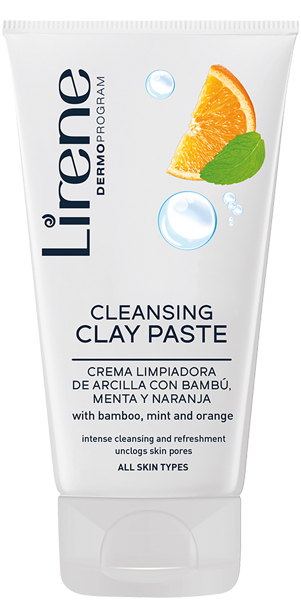 Lirene
DERMOPROGRAM
CLEANSING
CLAY PASTE
CREMA LIMPIADORA
DE ARCILLA CON BAMBÚ,
MENTA Y NARANJA
with bamboo, mint and orange
intense cleansing and refreshment
unclogs skin pores
ALL SKIN TYPES